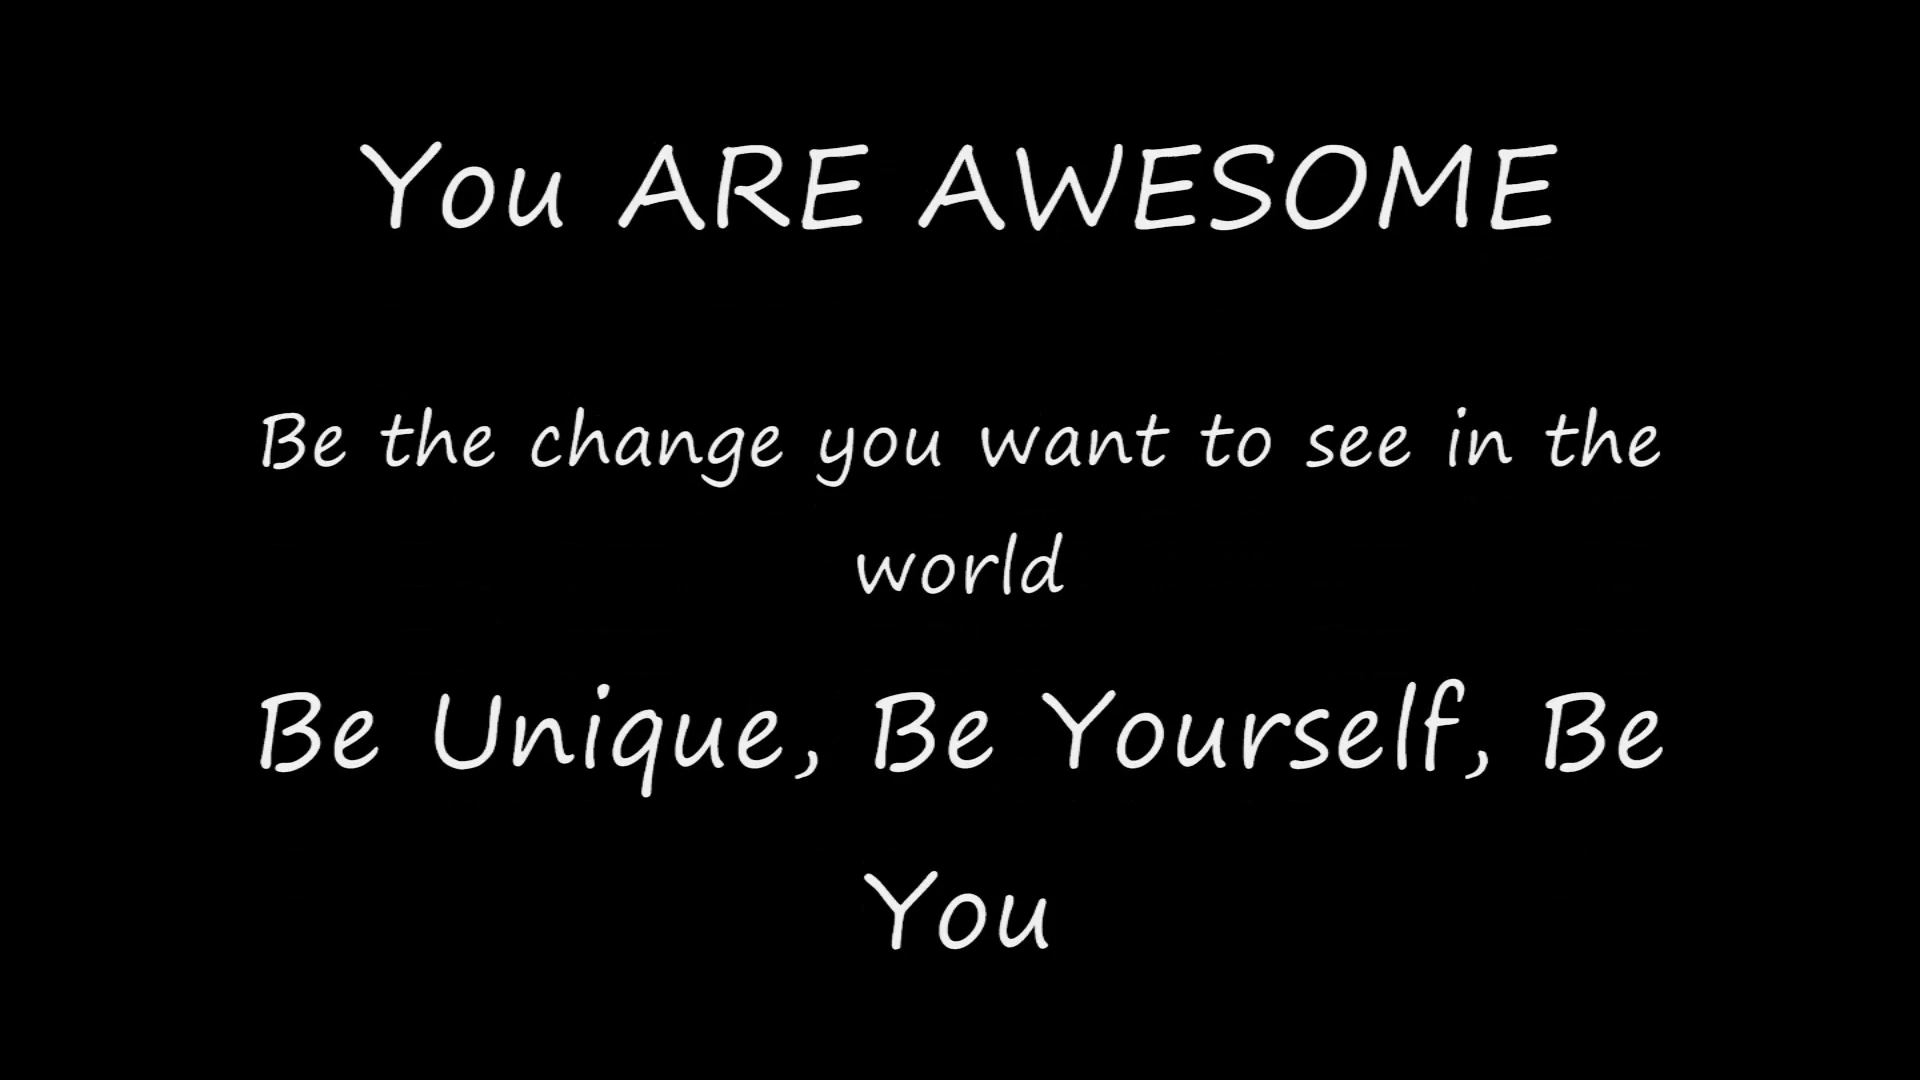 You ARE AWESOME
Be the change you want to see in the
world
Be Unique, Be Yourself, Be
You